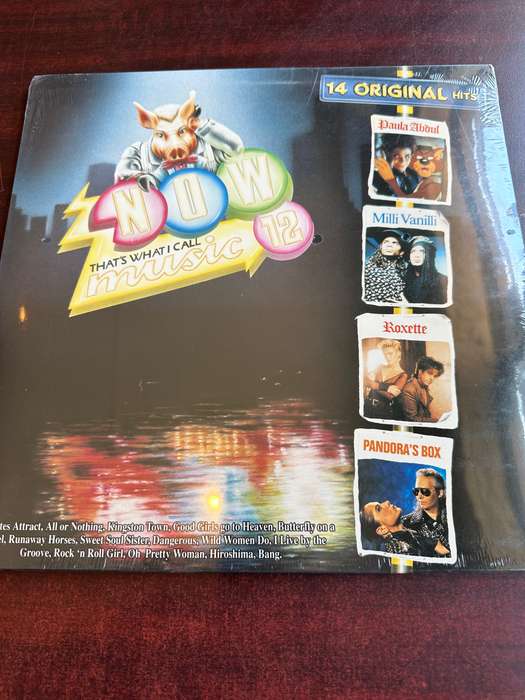 14 ORIGINAL HITS
Paula Abdul
NOW
THAT'S WHAT I CALL
music 12
Milli Vanilli
Roxette
PANDORA'S BOX
tes Attract, All or Nothing, Kingston Town, Good Girls go to Heaven, Butterfly on a
el, Runaway Horses, Sweet Soul Sister, Dangerous, Wild Women Do, I Live by the
Groove, Rock 'n Roll Girl, Oh Pretty Woman, Hiroshima, Bang.